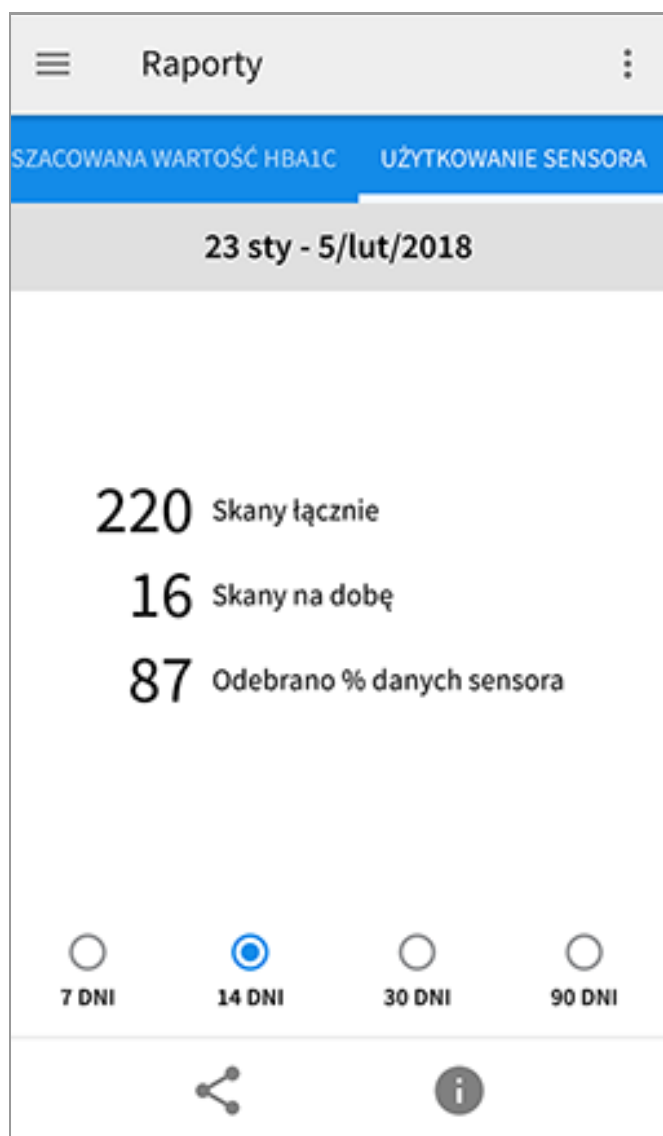 Raporty
SZACOWANA WARTOŚĆ HBA1C UŻYTKOWANIE SENSORA
23 sty - 5/lut/2018
220 Skany łącznie
16 Skany na dobę
87 Odebrano % danych sensora
7 DNI 14 DNI 30 DNI 90 DNI